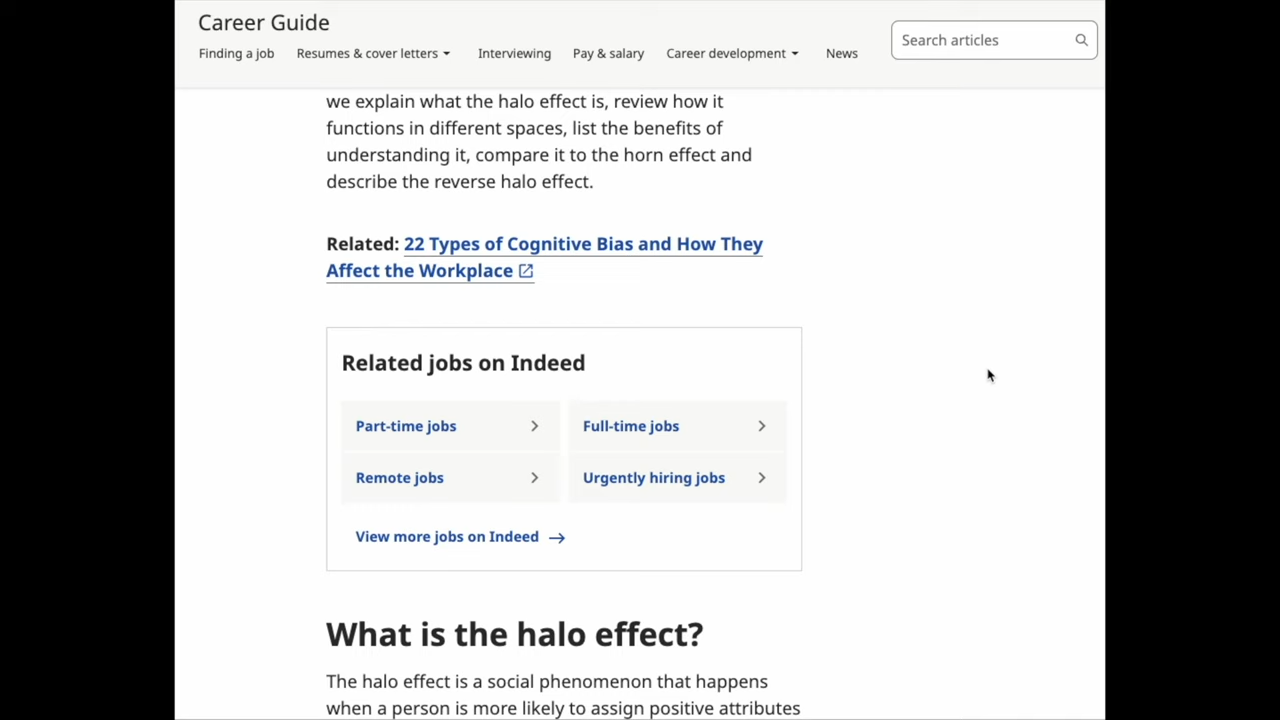 Career Guide
Finding a job
Resumes & cover letters
Interviewing
Pay & salary
Career development
News
Search articles
we explain what the halo effect is, review how it
functions in different spaces, list the benefits of
understanding it, compare it to the horn effect and
describe the reverse halo effect.
Related: 22 Types of Cognitive Bias and How They
Affect the Workplace
Related jobs on Indeed
Part-time jobs
Full-time jobs
Remote jobs
Urgently hiring jobs
View more jobs on Indeed
What is the halo effect?
The halo effect is a social phenomenon that happens
when a person is more likely to assign positive attributes